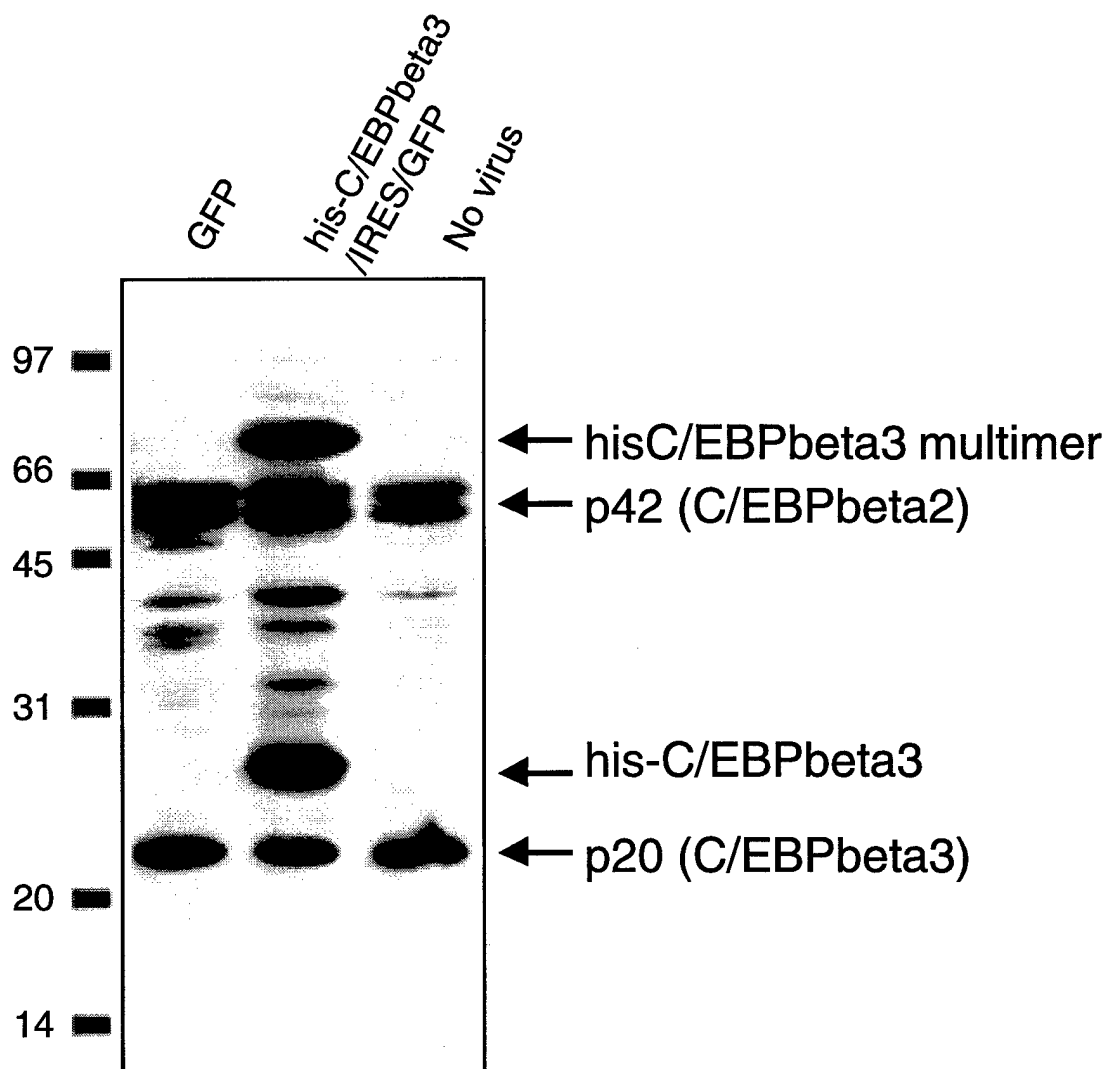 GFP
his-C/EBPbeta3
/IRES/GFP
No virus
97
66
45
31
20
14
hisC/EBPbeta3 multimer
p42 (C/EBPbeta2)
his-C/EBPbeta3
p20 (C/EBPbeta3)